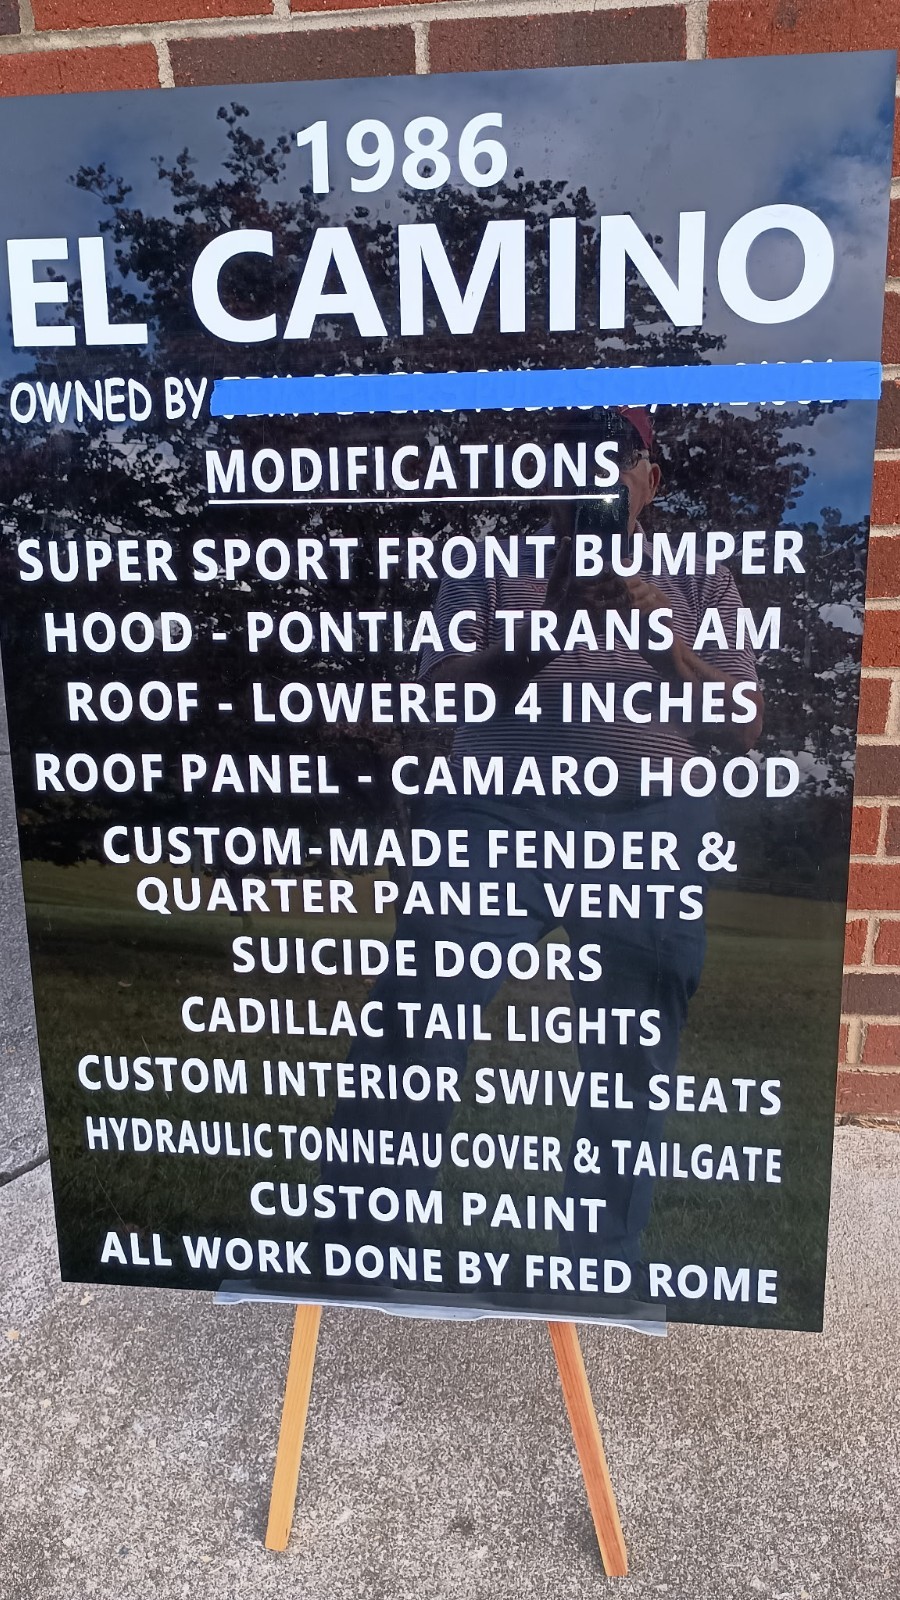 1986
EL CAMINO
OWNED BY
MODIFICATIONS
SUPER SPORT FRONT BUMPER
HOOD - PONTIAC TRANS AM
ROOF - LOWERED 4 INCHES
ROOF PANEL - CAMARO HOOD
CUSTOM-MADE FENDER &
QUARTER PANEL VENTS
SUICIDE DOORS
CADILLAC TAIL LIGHTS
CUSTOM INTERIOR SWIVEL SEATS
HYDRAULIC TONNEAU COVER & TAILGATE
CUSTOM PAINT
ALL WORK DONE BY FRED ROME